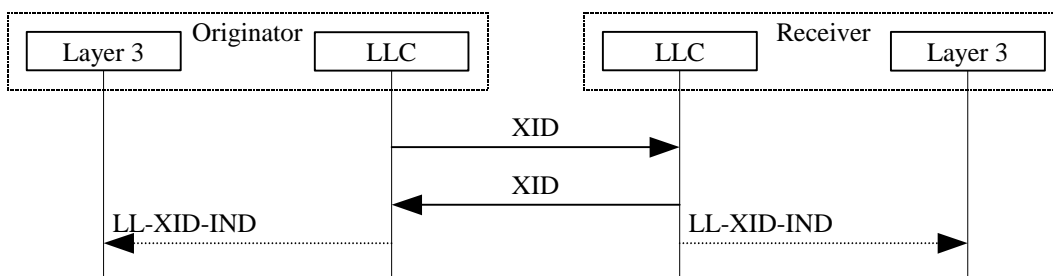 Originator
Receiver
Layer 3
LLC
LLC
Layer 3
XID
XID
LL-XID-IND
LL-XID-IND